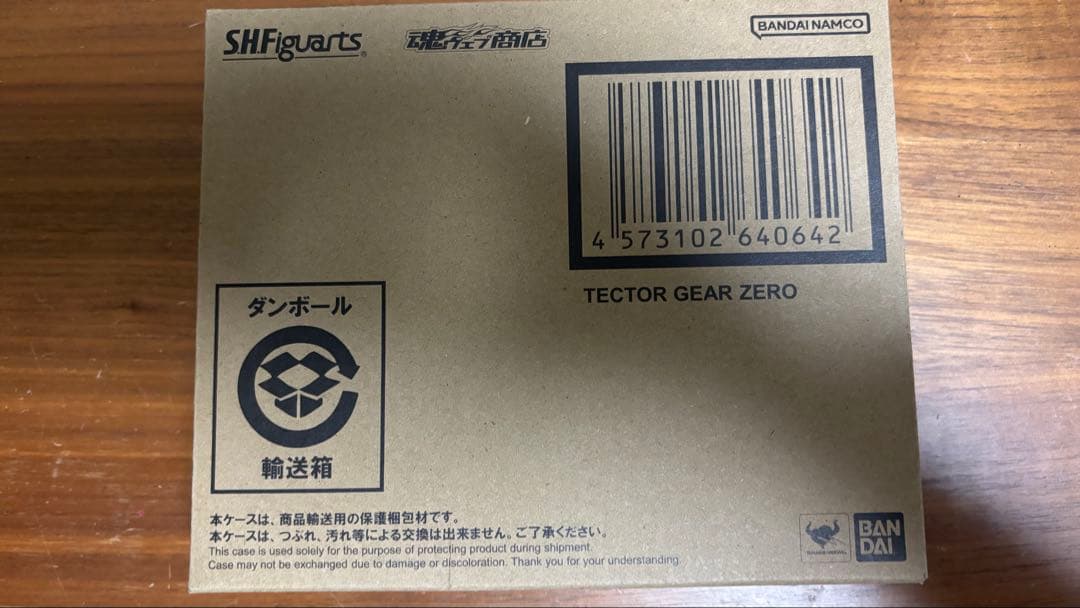 S.H.Figuarts
魂ウェブ商店
BANDAI NAMCO
4 573102 640642
TECTOR GEAR ZERO
ダンボール
輸送箱
本ケースは、商品輸送用の保護梱包材です。
本ケースは、つぶれ、汚れ等による交換は出来ません。ご了承ください。
This case is used solely for the purpose of protecting product during shipment.
Case may not be exchanged due to damage or discoloration. Thank you for your understanding.
BAN
DAI